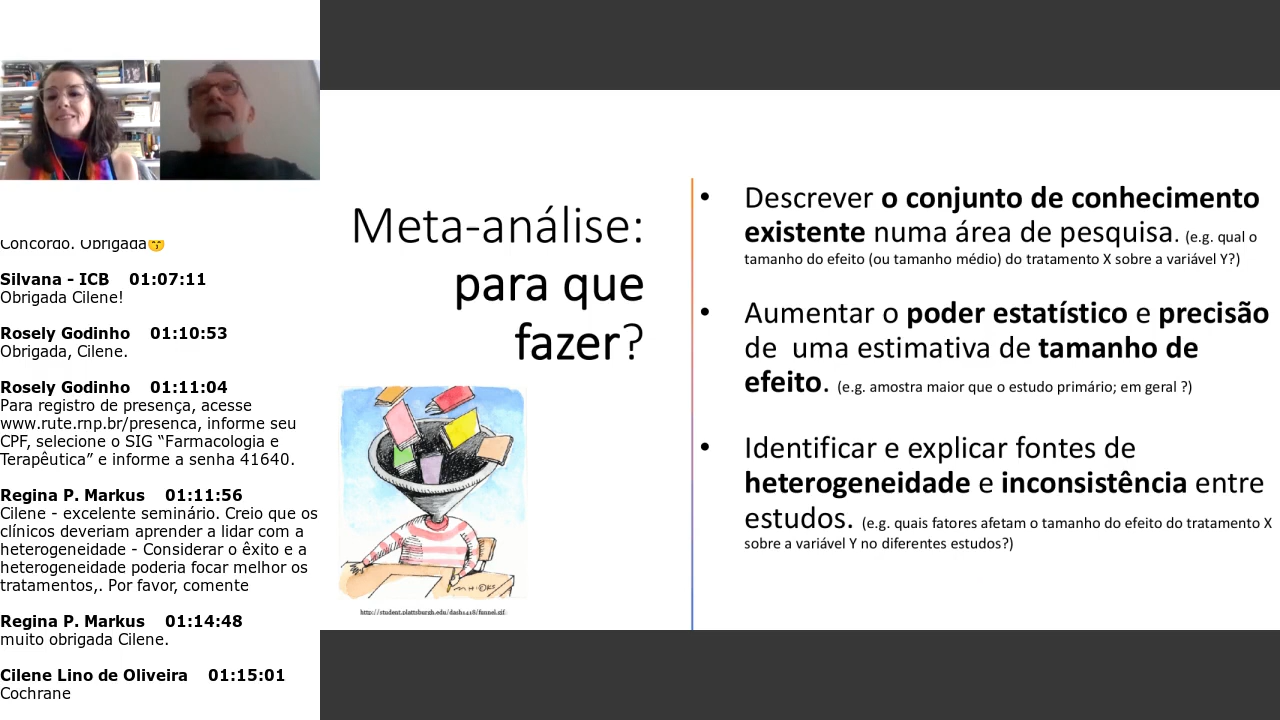 Concordo. Obrigada😙
Silvana - ICB 01:07:11
Obrigada Cilene!
Rosely Godinho 01:10:53
Obrigada, Cilene.
Rosely Godinho 01:11:04
Para registro de presença, acesse
www.rute.rnp.br/presenca, informe seu
CPF, selecione o SIG “Farmacologia e
Terapêutica” e informe a senha 41640.
Regina P. Markus 01:11:56
Cilene - excelente seminário. Creio que os
clínicos deveriam aprender a lidar com a
heterogeneidade - Considerar o êxito e a
heterogeneidade poderia focar melhor os
tratamentos,. Por favor, comente
Regina P. Markus 01:14:48
muito obrigada Cilene.
Cilene Lino de Oliveira 01:15:01
Cochrane
Meta-análise:
para que
fazer?
http://student.plattsburgh.edu/dash1418/funnel.gif
• Descrever o conjunto de conhecimento
existente numa área de pesquisa. (e.g. qual o
tamanho do efeito (ou tamanho médio) do tratamento X sobre a variável Y?)
• Aumentar o poder estatístico e precisão
de uma estimativa de tamanho de
efeito. (e.g. amostra maior que o estudo primário; em geral ?)
• Identificar e explicar fontes de
heterogeneidade e inconsistência entre
estudos. (e.g. quais fatores afetam o tamanho do efeito do tratamento X
sobre a variável Y no diferentes estudos?)